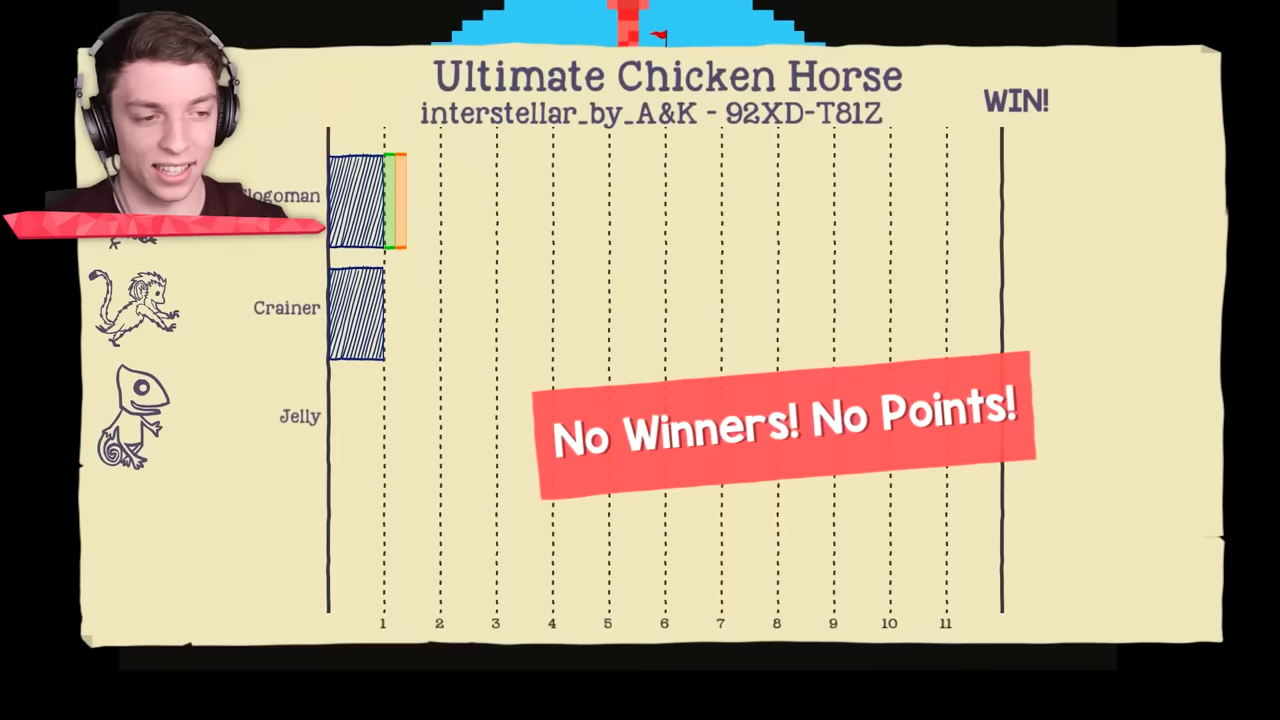 Ultimate Chicken Horse
interstellar_by_A&K - 92XD-T81Z
WIN!
Crainer
Jelly
No Winners! No Points!
1 2 3 4 5 6 7 8 9 10 11